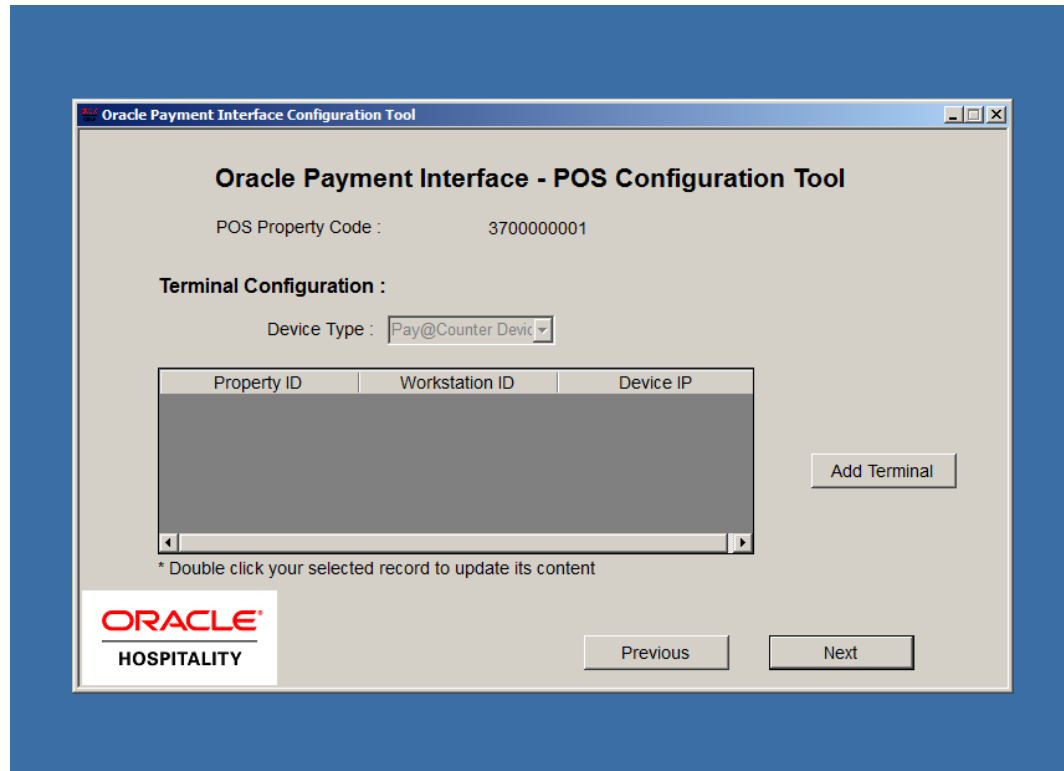 Oracle Payment Interface Configuration Tool
Oracle Payment Interface - POS Configuration Tool
POS Property Code : 3700000001
Terminal Configuration :
Device Type : Pay@Counter Devic
Property ID Workstation ID Device IP
Add Terminal
* Double click your selected record to update its content
ORACLE®
HOSPITALITY
Previous Next